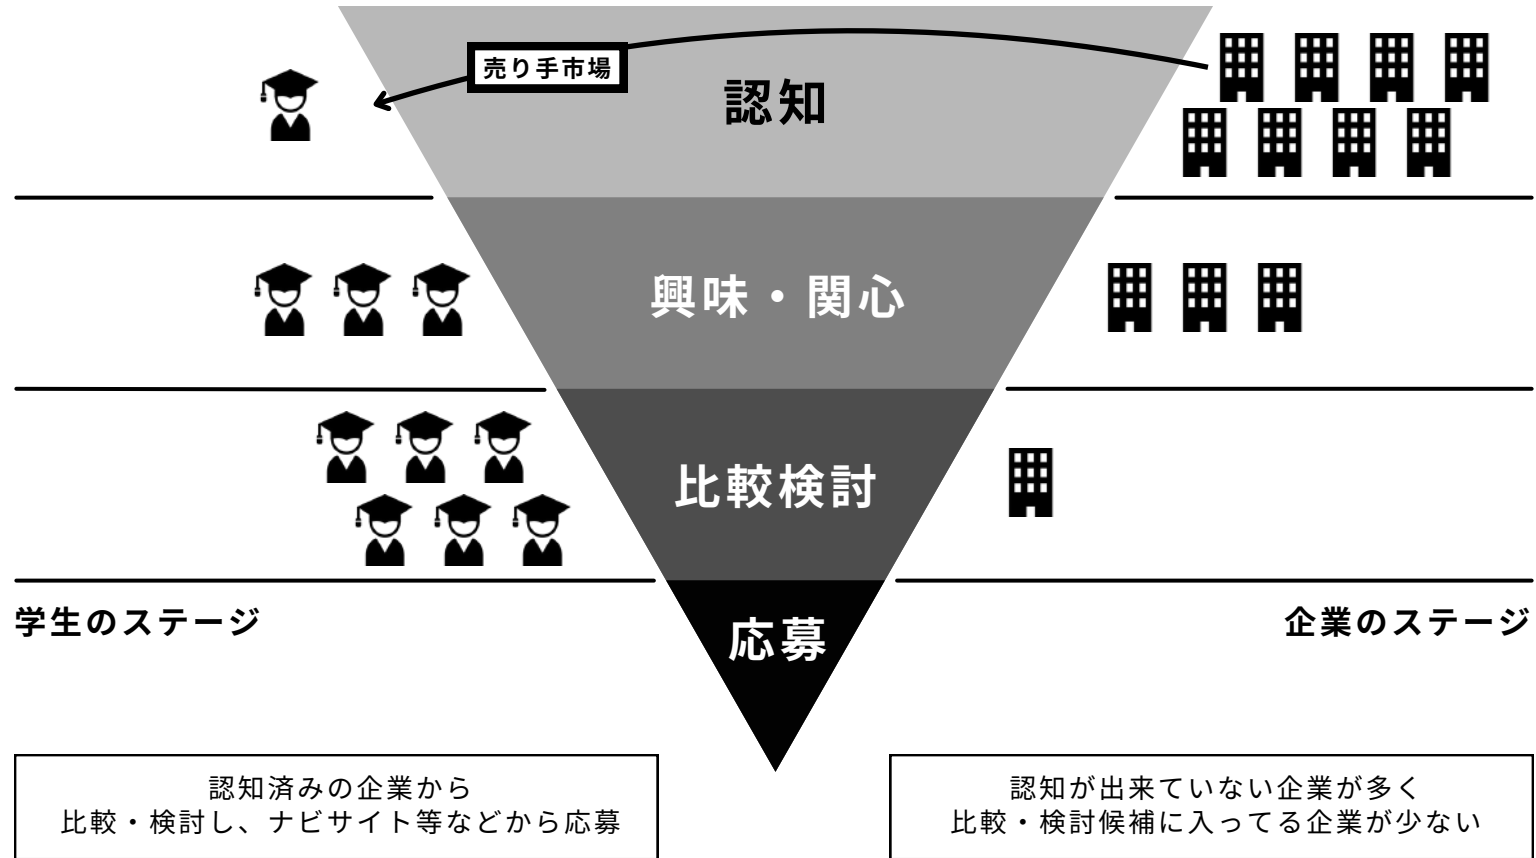 売り手市場
認知
興味・関心
比較検討
応募
学生のステージ
企業のステージ
認知済みの企業から
比較・検討し、ナビサイト等などから応募
認知が出来ていない企業が多く
比較・検討候補に入ってる企業が少ない